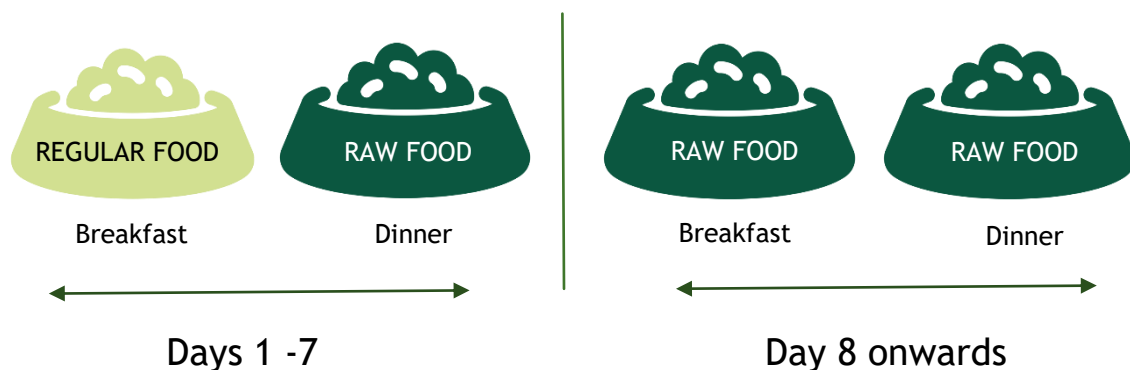 REGULAR FOOD
RAW FOOD
RAW FOOD
RAW FOOD
Breakfast
Dinner
Breakfast
Dinner
Days 1 -7
Day 8 onwards